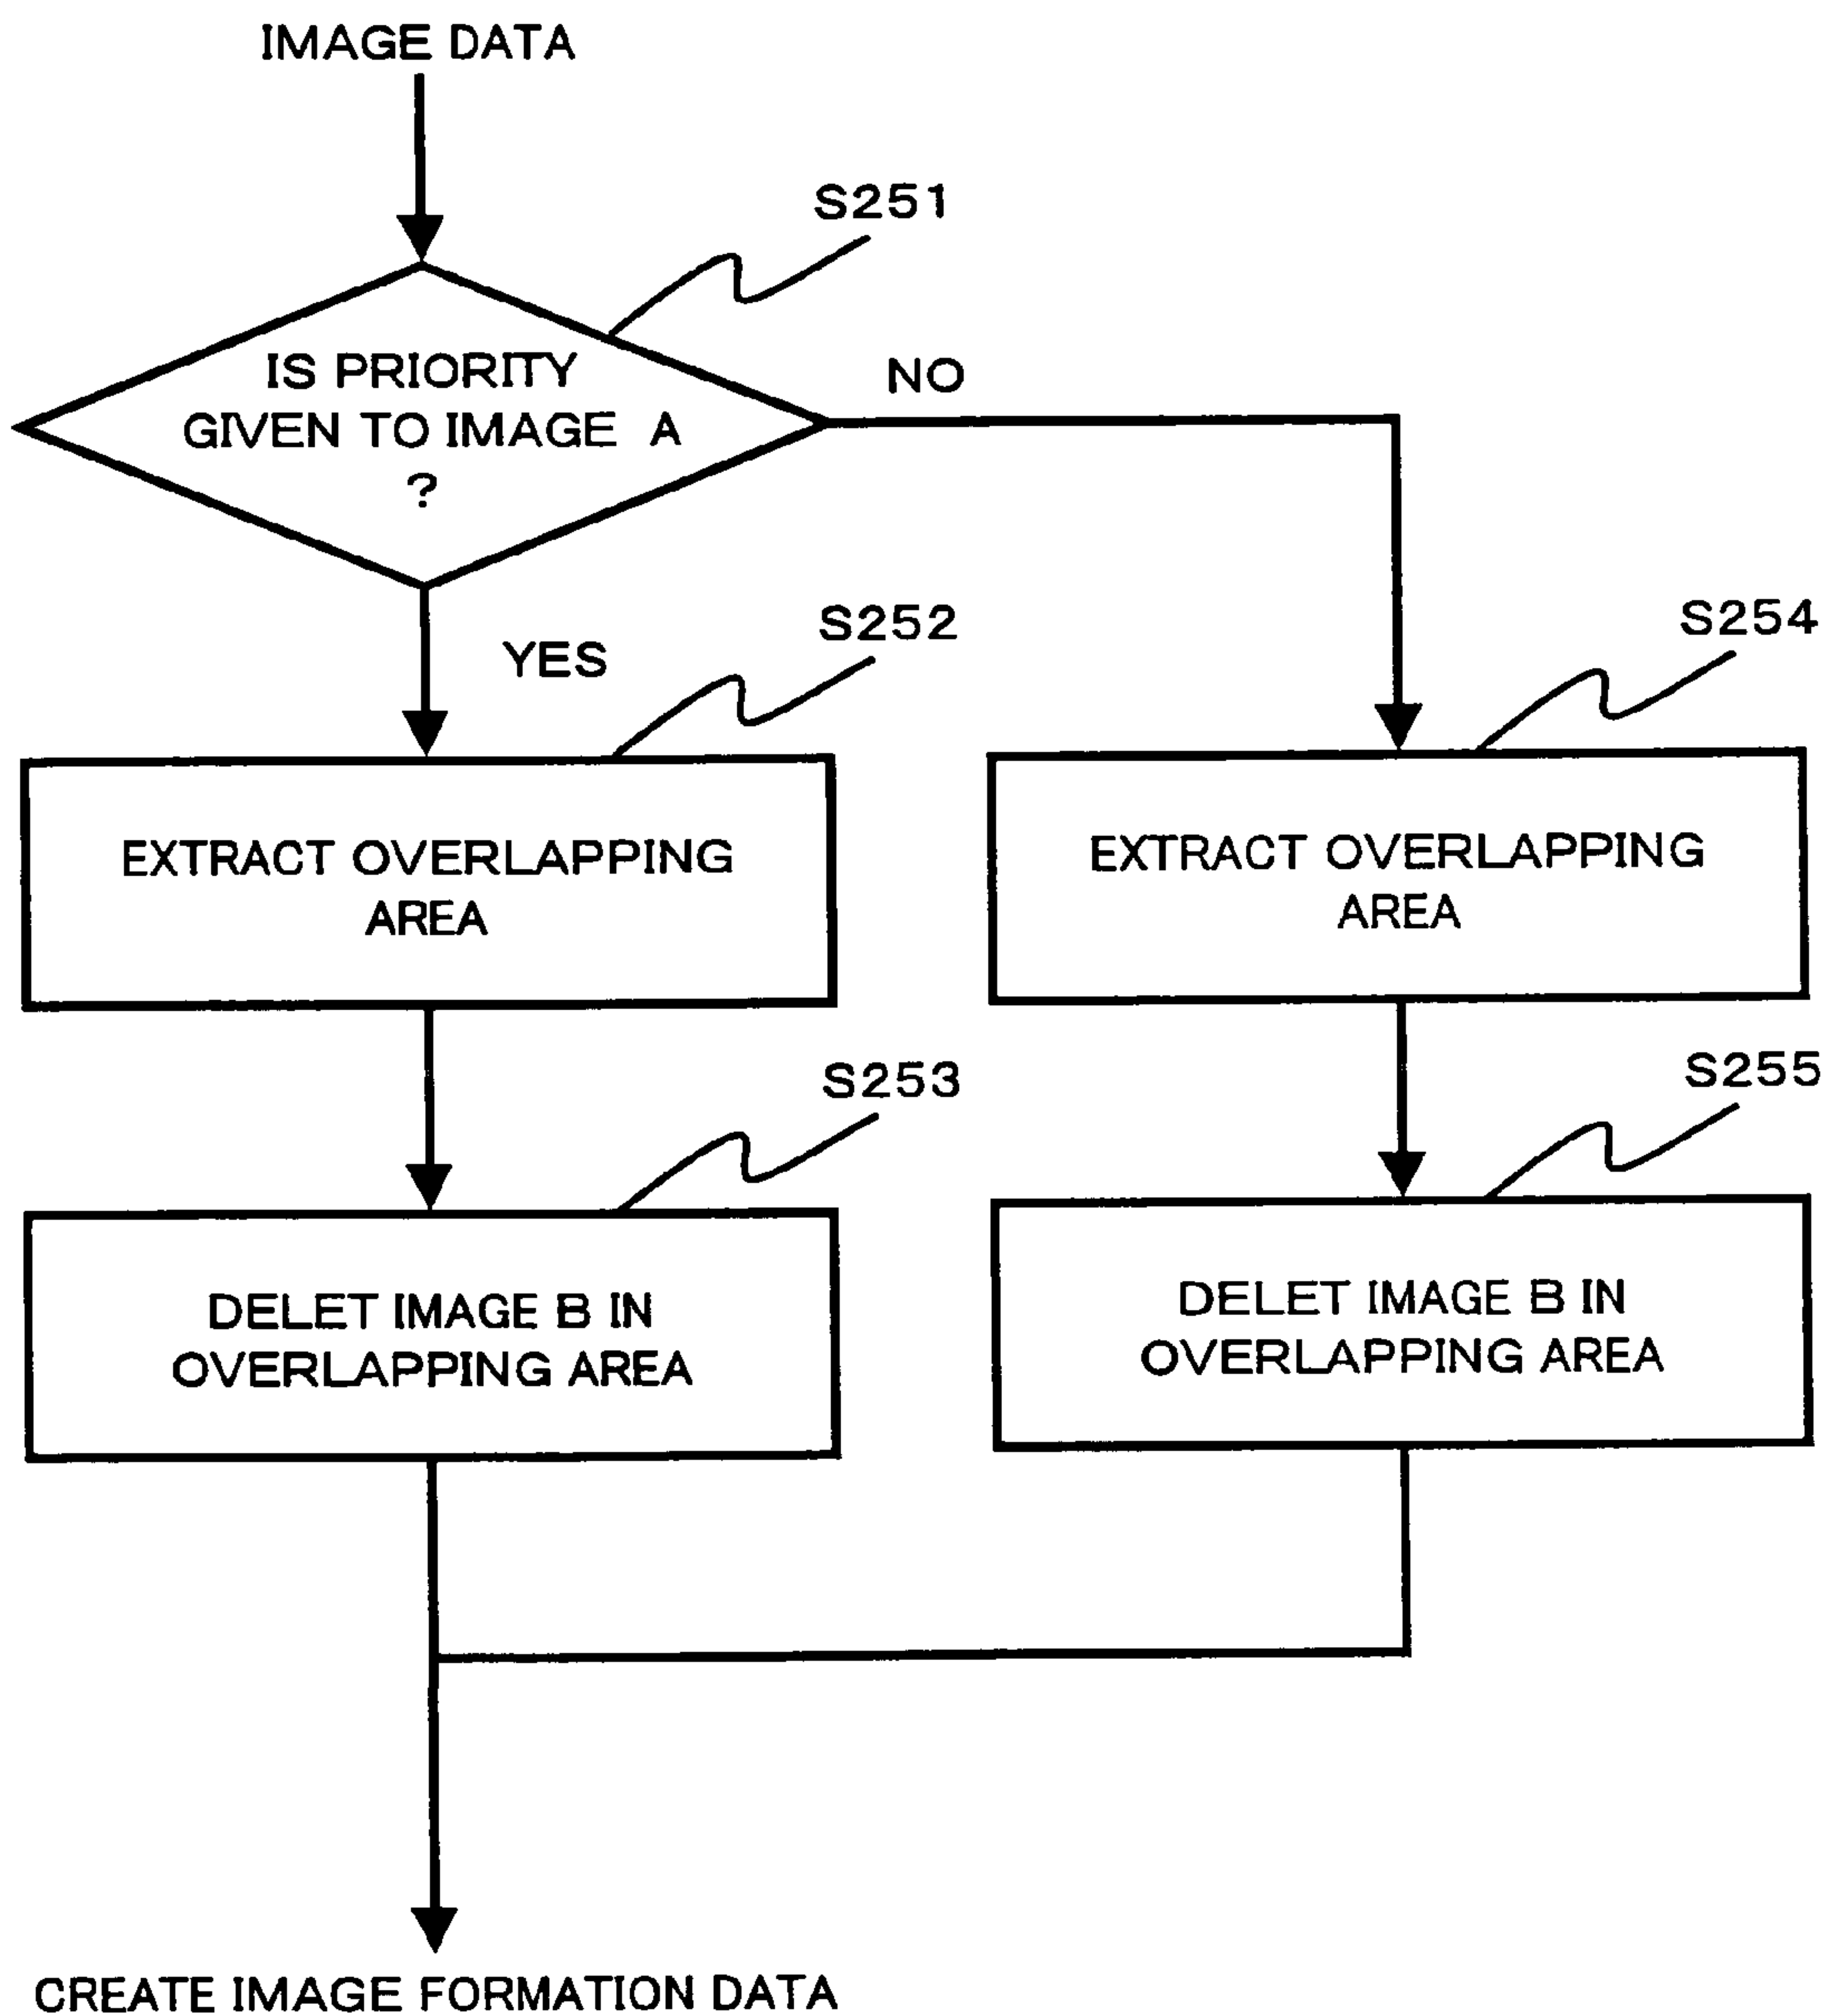 IMAGE DATA
S251
IS PRIORITY
GIVEN TO IMAGE A
?
NO
YES
S252
S254
EXTRACT OVERLAPPING
AREA
EXTRACT OVERLAPPING
AREA
S253
S255
DELET IMAGE B IN
OVERLAPPING AREA
DELET IMAGE B IN
OVERLAPPING AREA
CREATE IMAGE FORMATION DATA